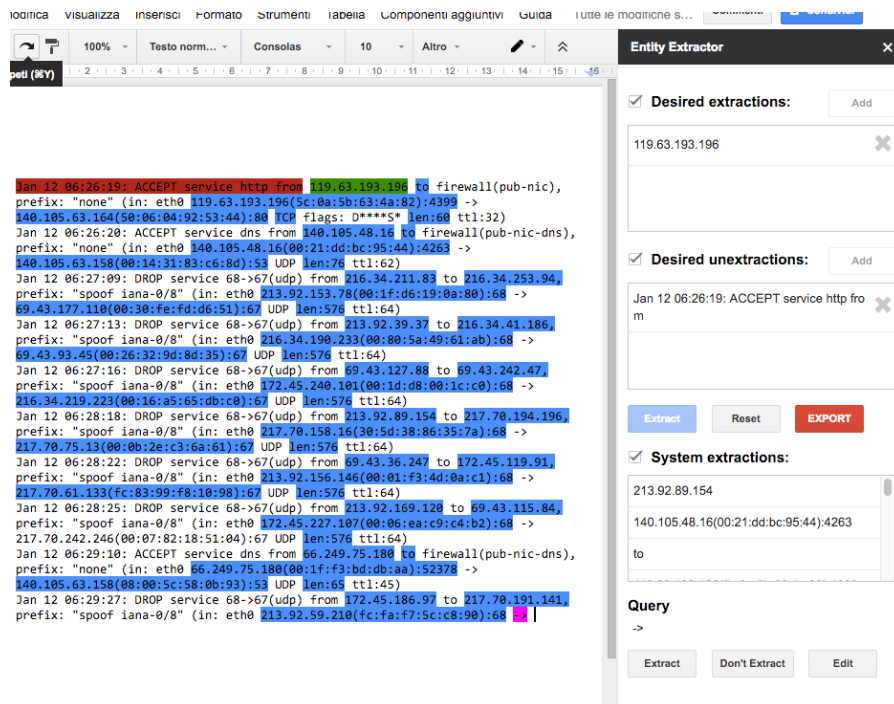 Modifica Visualizza Inserisci Formato Strumenti Tabella Componenti aggiuntivi Guida Tutte le modifiche s... Commenti
100% Testo norm... Consolas 10 Altro
peti (⌘Y)
2 3 4 5 6 7 8 9 10 11 12 13 14 15 16
Jan 12 06:26:19: ACCEPT service http from 119.63.193.196 to firewall(pub-nic),
prefix: "none" (in: eth0 119.63.193.196(5c:0a:5b:63:4a:82):4399 ->
140.105.63.164(50:06:04:92:53:44):80 TCP flags: D****S* len:60 ttl:32)
Jan 12 06:26:20: ACCEPT service dns from 140.105.48.16 to firewall(pub-nic-dns),
prefix: "none" (in: eth0 140.105.48.16(00:21:dd:bc:95:44):4263 ->
140.105.63.158(00:14:31:83:c6:8d):53 UDP len:76 ttl:62)
Jan 12 06:27:09: DROP service 68->67(udp) from 216.34.211.83 to 216.34.253.94,
prefix: "spoof iana-0/8" (in: eth0 213.92.153.78(00:1f:d6:19:0a:80):68 ->
69.43.177.110(00:30:fe:fd:d6:51):67 UDP len:576 ttl:64)
Jan 12 06:27:13: DROP service 68->67(udp) from 213.92.39.37 to 216.34.41.186,
prefix: "spoof iana-0/8" (in: eth0 216.34.190.233(00:80:5a:49:61:ab):68 ->
69.43.93.45(00:26:32:9d:8d:35):67 UDP len:576 ttl:64)
Jan 12 06:27:16: DROP service 68->67(udp) from 69.43.127.88 to 69.43.242.47,
prefix: "spoof iana-0/8" (in: eth0 172.45.240.101(00:1d:d8:00:1c:c0):68 ->
216.34.219.223(00:16:a5:65:db:c0):67 UDP len:576 ttl:64)
Jan 12 06:28:18: DROP service 68->67(udp) from 213.92.89.154 to 217.70.194.196,
prefix: "spoof iana-0/8" (in: eth0 217.70.158.16(30:5d:38:86:35:7a):68 ->
217.70.75.13(00:0b:2e:c3:6a:61):67 UDP len:576 ttl:64)
Jan 12 06:28:22: DROP service 68->67(udp) from 69.43.36.247 to 172.45.119.91,
prefix: "spoof iana-0/8" (in: eth0 213.92.156.146(00:01:f3:4d:0a:c1):68 ->
217.70.61.133(fc:83:99:f8:10:98):67 UDP len:576 ttl:64)
Jan 12 06:28:25: DROP service 68->67(udp) from 213.92.169.120 to 69.43.115.84,
prefix: "spoof iana-0/8" (in: eth0 172.45.227.107(00:06:ea:c9:c4:b2):68 ->
217.70.242.246(00:07:82:18:51:04):67 UDP len:576 ttl:64)
Jan 12 06:29:10: ACCEPT service dns from 66.249.75.180 to firewall(pub-nic-dns),
prefix: "none" (in: eth0 66.249.75.180(00:1f:f3:bd:db:aa):52378 ->
140.105.63.158(08:00:5c:58:0b:93):53 UDP len:65 ttl:45)
Jan 12 06:29:27: DROP service 68->67(udp) from 172.45.186.97 to 217.70.191.141,
prefix: "spoof iana-0/8" (in: eth0 213.92.59.210(fc:fa:f7:5c:c8:90):68 ->
Entity Extractor
Desired extractions: Add
119.63.193.196
Desired unextractions: Add
Jan 12 06:26:19: ACCEPT service http fro
m
Extract Reset EXPORT
System extractions:
213.92.89.154
140.105.48.16(00:21:dd:bc:95:44):4263
to
Query
->
Extract Don't Extract Edit